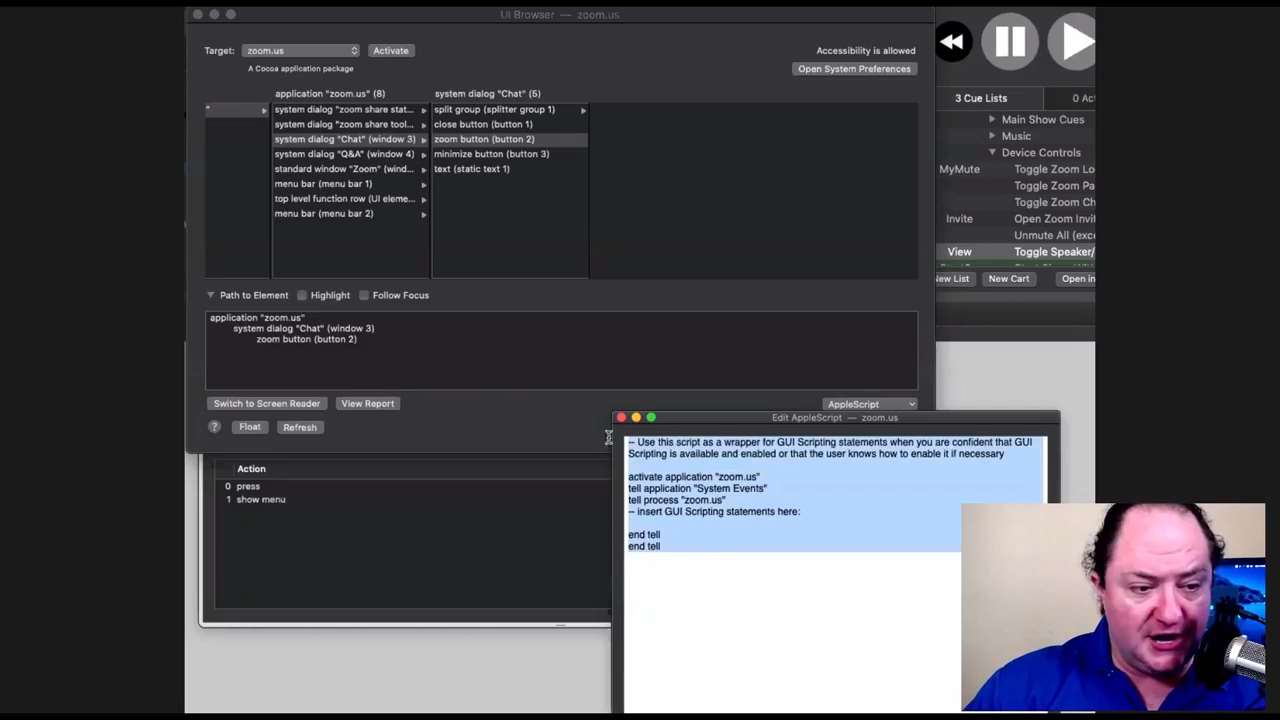 UI Browser — zoom.us
Target: zoom.us Activate
Accessibility is allowed
A Cocoa application package
Open System Preferences
application "zoom.us" (8)
system dialog "Chat" (5)
*
system dialog "zoom share stat...
system dialog "zoom share tool...
system dialog "Chat" (window 3)
system dialog "Q&A" (window 4)
standard window "Zoom" (wind...
menu bar (menu bar 1)
top level function row (UI eleme...
menu bar (menu bar 2)
split group (splitter group 1)
close button (button 1)
zoom button (button 2)
minimize button (button 3)
text (static text 1)
Path to Element Highlight Follow Focus
application "zoom.us"
system dialog "Chat" (window 3)
zoom button (button 2)
Switch to Screen Reader View Report AppleScript
? Float Refresh
Action
0 press
1 show menu
3 Cue Lists 0 Act
Main Show Cues
Music
Device Controls
MyMute Toggle Zoom Lo
Toggle Zoom Pa
Toggle Zoom Ch
Invite Open Zoom Invit
Unmute All (exce
View Toggle Speaker/
New List New Cart Open in
Edit AppleScript — zoom.us
-- Use this script as a wrapper for GUI Scripting statements when you are confident that GUI
Scripting is available and enabled or that the user knows how to enable it if necessary
activate application "zoom.us"
tell application "System Events"
tell process "zoom.us"
-- insert GUI Scripting statements here:
end tell
end tell